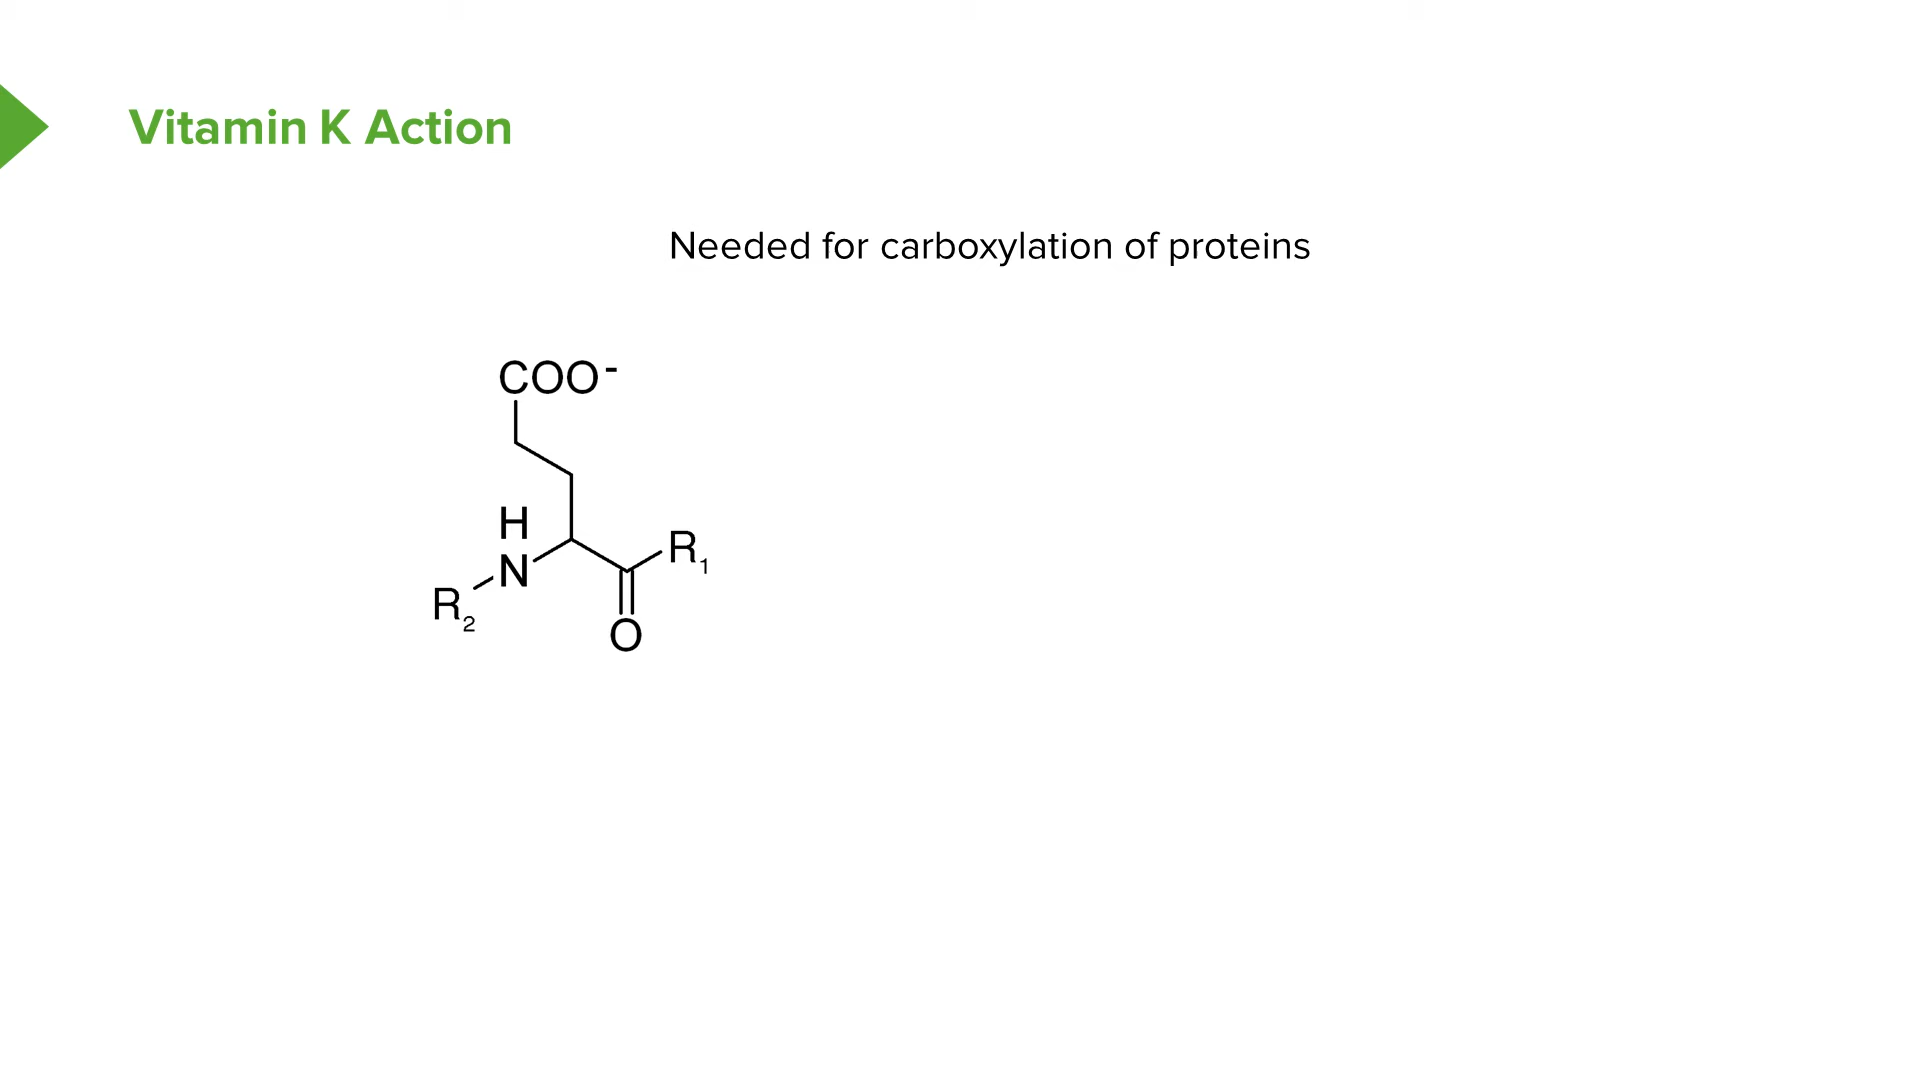 Vitamin K Action
Needed for carboxylation of proteins
COO-
H
N
R1
R2
O